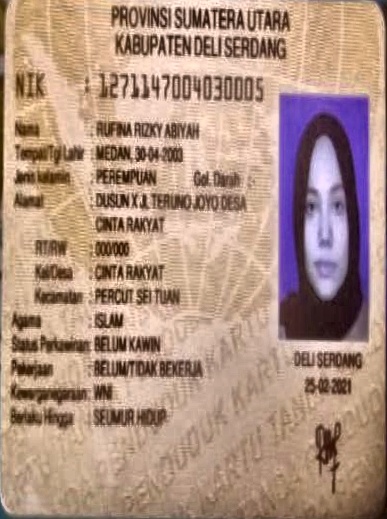 PROVINSI SUMATERA UTARA
KABUPATEN DELI SERDANG
NIK : 1271147004030005
Nama : RUFINA RIZKY ABIYAH
Tempat/Tgl Lahir : MEDAN, 30-04-2003
Jenis kelamin : PEREMPUAN Gol. Darah : -
Alamat : DUSUN X JL TERUNOJOYO DESA
CINTA RAKYAT
RT/RW : 000/000
Kel/Desa : CINTA RAKYAT
Kecamatan : PERCUT SEI TUAN
Agama : ISLAM
Status Perkawinan: BELUM KAWIN
Pekerjaan : BELUM/TIDAK BEKERJA
Kewarganegaraan: WNI
Berlaku Hingga : SEUMUR HIDUP
DELI SERDANG
25-02-2021